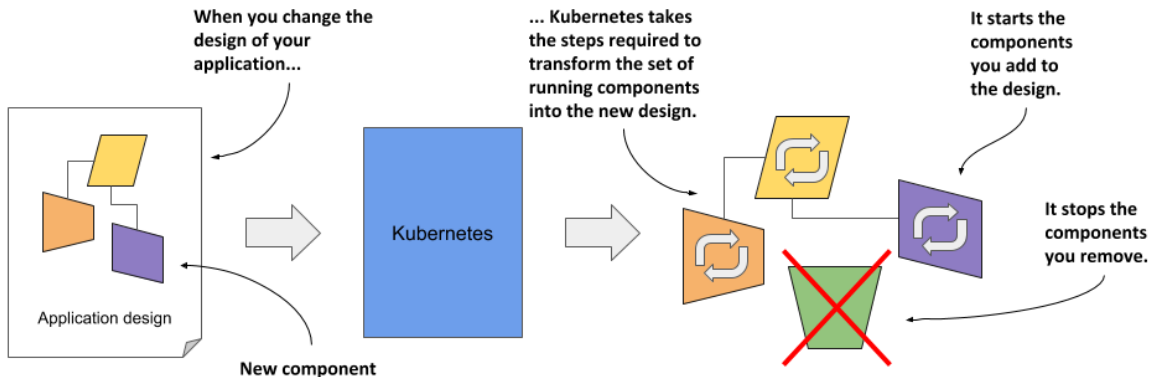 When you change the
design of your
application...
... Kubernetes takes
the steps required to
transform the set of
running components
into the new design.
It starts the
components
you add to
the design.
It stops the
components
you remove.
Kubernetes
Application design
New component